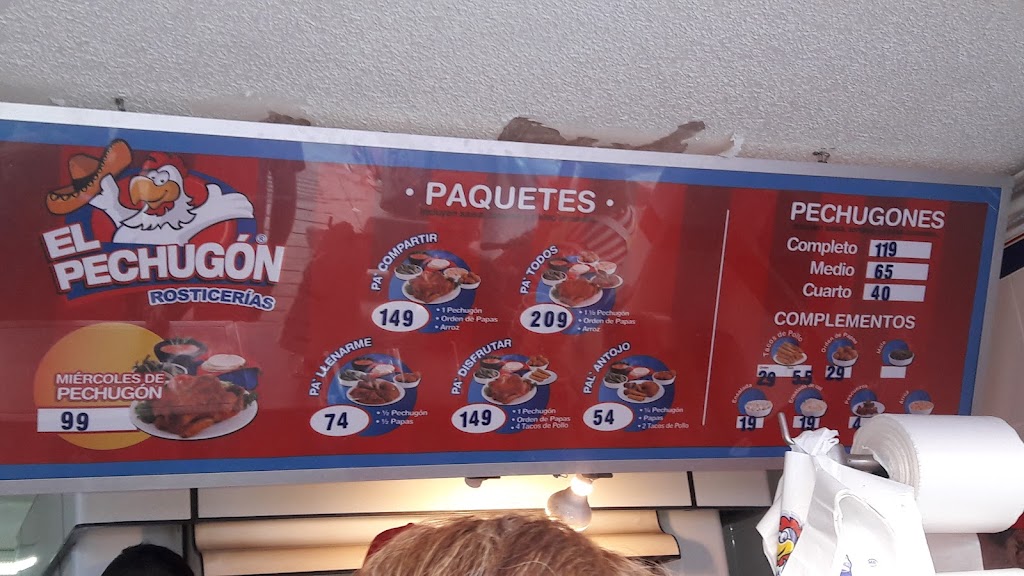 EL
PECHUGÓN®
ROSTICERÍAS
MIÉRCOLES DE
PECHUGÓN
99
• PAQUETES •
PA' COMPARTIR
149
• 1 Pechugón
• Orden de Papas
• Arroz
PA' TODOS
209
• 1 ½ Pechugón
• Orden de Papas
• Arroz
PA' LLENARME
74
• ½ Pechugón
• ½ Papas
PA' DISFRUTAR
149
• 1 Pechugón
• Orden de Papas
• 4 Tacos de Pollo
PAL' ANTOJO
54
• ¼ Pechugón
• Papas
• 2 Tacos de Pollo
PECHUGONES
Completo 119
Medio 65
Cuarto 40
COMPLEMENTOS
Tacos de Pollo
29
5.5
29
19
19